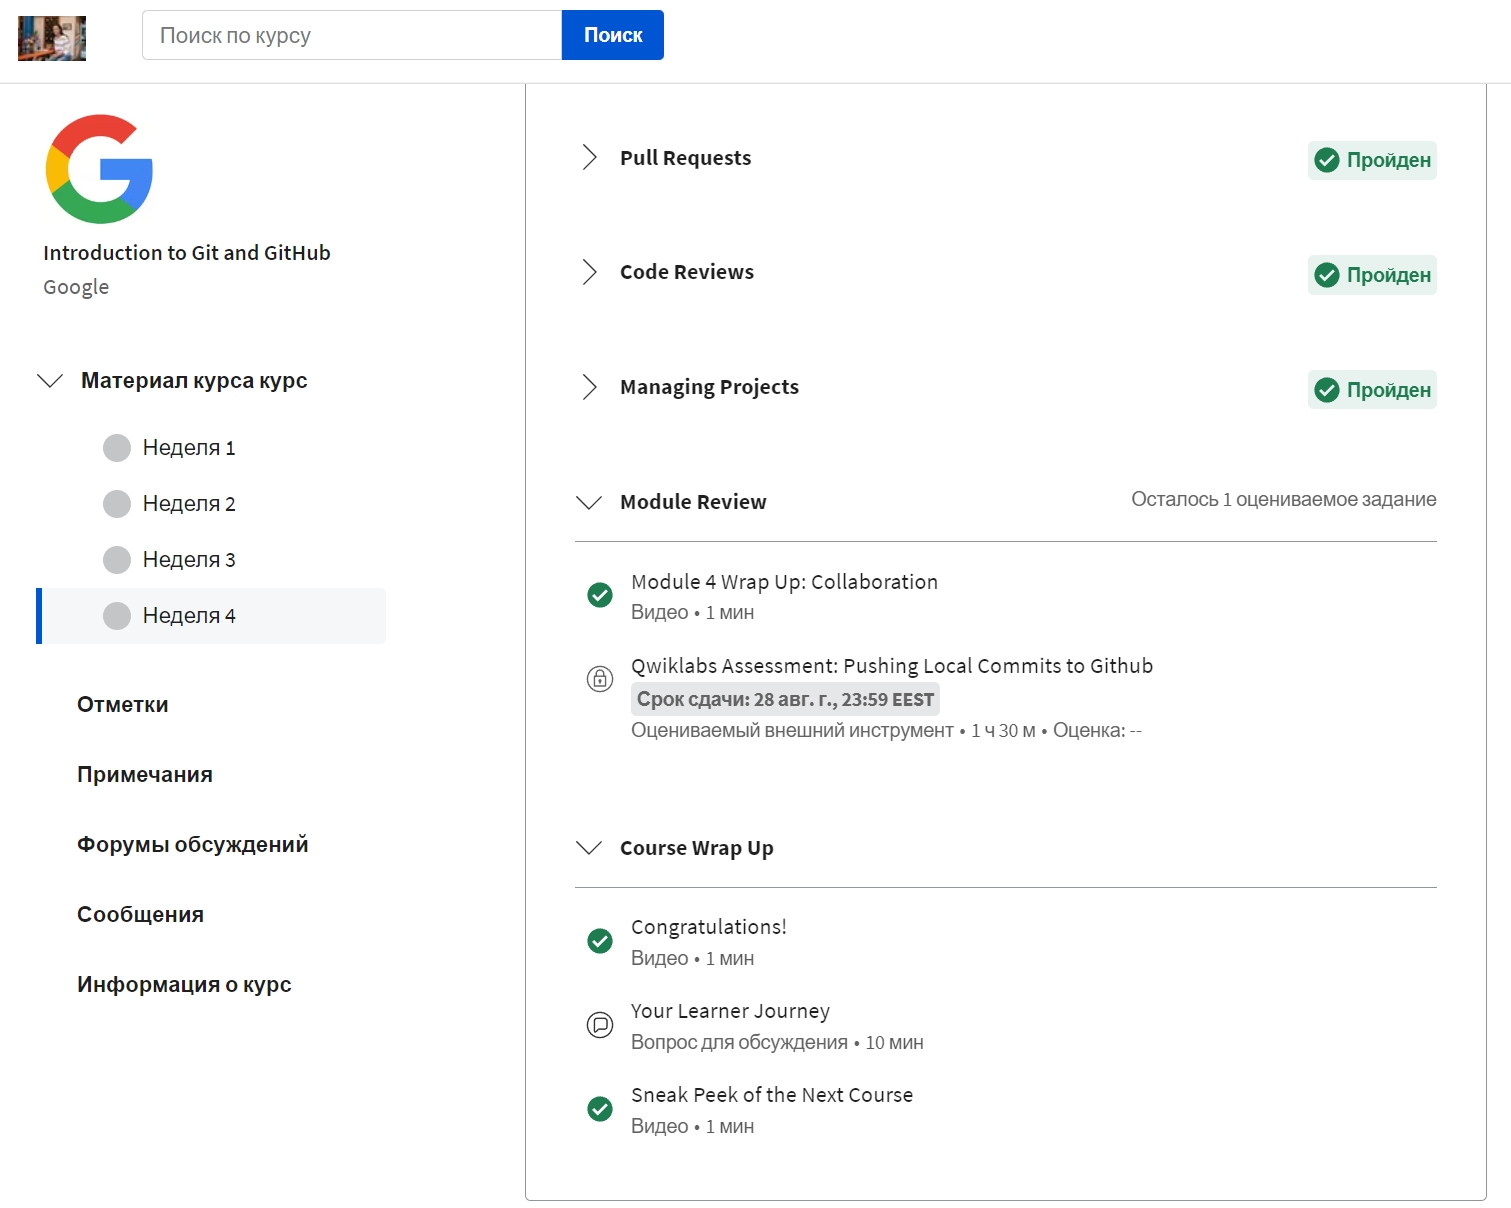 Поиск по курсу
Поиск
Introduction to Git and GitHub
Google
Материал курса курс
Неделя 1
Неделя 2
Неделя 3
Неделя 4
Отметки
Примечания
Форумы обсуждений
Сообщения
Информация о курс
Pull Requests
Пройден
Code Reviews
Пройден
Managing Projects
Пройден
Module Review
Осталось 1 оцениваемое задание
Module 4 Wrap Up: Collaboration
Видео • 1 мин
Qwiklabs Assessment: Pushing Local Commits to Github
Срок сдачи: 28 авг. г., 23:59 EEST
Оцениваемый внешний инструмент • 1 ч 30 м • Оценка: --
Course Wrap Up
Congratulations!
Видео • 1 мин
Your Learner Journey
Вопрос для обсуждения • 10 мин
Sneak Peek of the Next Course
Видео • 1 мин